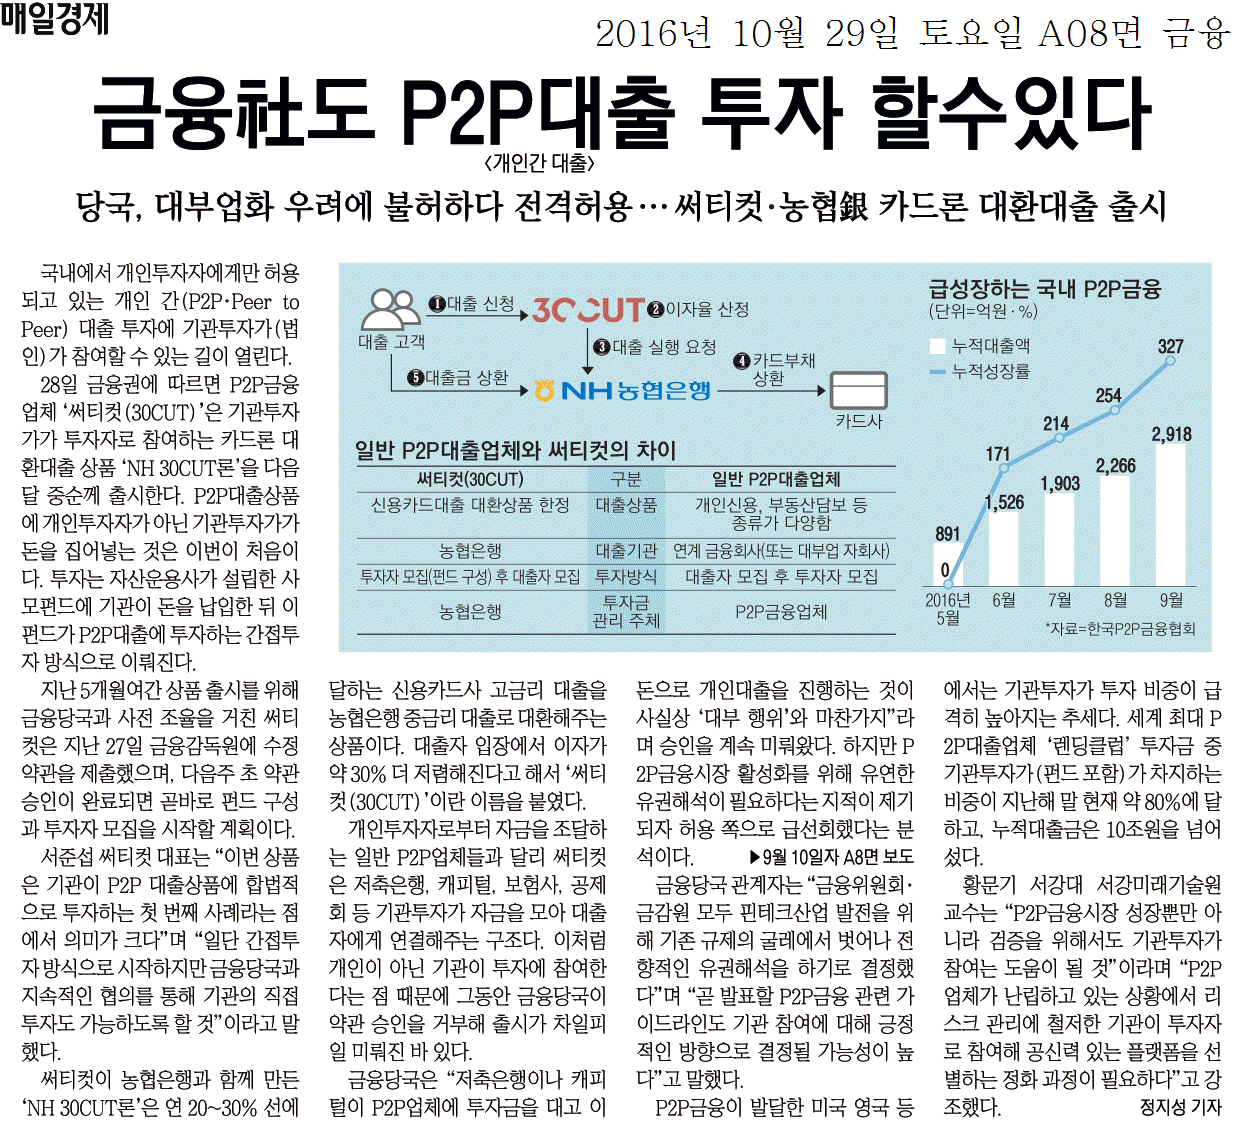 매일경제
2016년 10월 29일 토요일 A08면 금융
금융社도 P2P대출 투자 할수있다
〈개인간 대출〉
당국, 대부업화 우려에 불허하다 전격허용…써티컷·농협銀 카드론 대환대출 출시
국내에서 개인투자자에게만 허용
되고 있는 개인 간(P2P·Peer to
Peer) 대출 투자에 기관투자가(법
인)가 참여할 수 있는 길이 열린다.
28일 금융권에 따르면 P2P금융
업체 ‘써티컷(30CUT)’은 기관투자
가가 투자자로 참여하는 카드론 대
환대출 상품 ‘NH 30CUT론’을 다음
달 중순께 출시한다. P2P대출상품
에 개인투자자가 아닌 기관투자가가
돈을 집어넣는 것은 이번이 처음이
다. 투자는 자산운용사가 설립한 사
모펀드에 기관이 돈을 납입한 뒤 이
펀드가 P2P대출에 투자하는 간접투
자 방식으로 이뤄진다.
지난 5개월여간 상품 출시를 위해
금융당국과 사전 조율을 거친 써티
컷은 지난 27일 금융감독원에 수정
약관을 제출했으며, 다음주 초 약관
승인이 완료되면 곧바로 펀드 구성
과 투자자 모집을 시작할 계획이다.
서준섭 써티컷 대표는 “이번 상품
은 기관이 P2P 대출상품에 합법적
으로 투자하는 첫 번째 사례라는 점
에서 의미가 크다”며 “일단 간접투
자 방식으로 시작하지만 금융당국과
지속적인 협의를 통해 기관의 직접
투자도 가능하도록 할 것”이라고 말
했다.
써티컷이 농협은행과 함께 만든
‘NH 30CUT론’은 연 20~30% 선에
❶대출 신청
30CUT
❷이자율 산정
대출 고객
❸대출 실행 요청
❺대출금 상환
NH농협은행
❹카드부채
상환
카드사
일반 P2P대출업체와 써티컷의 차이
써티컷(30CUT) 구분 일반 P2P대출업체
신용카드대출 대환상품 한정 대출상품 개인신용, 부동산담보 등
종류가 다양함
농협은행 대출기관 연계 금융회사(또는 대부업 자회사)
투자자 모집(펀드 구성) 후 대출자 모집 투자방식 대출자 모집 후 투자자 모집
농협은행 투자금
관리 주체 P2P금융업체
급성장하는 국내 P2P금융
(단위=억원·%)
누적대출액
누적성장률
327
254
214
171
0
2,918
2,266
1,903
1,526
891
2016년
5월 6월 7월 8월 9월
*자료=한국P2P금융협회
달하는 신용카드사 고금리 대출을
농협은행 중금리 대출로 대환해주는
상품이다. 대출자 입장에서 이자가
약 30% 더 저렴해진다고 해서 ‘써티
컷(30CUT)’이란 이름을 붙였다.
개인투자자로부터 자금을 조달하
는 일반 P2P업체들과 달리 써티컷
은 저축은행, 캐피털, 보험사, 공제
회 등 기관투자가 자금을 모아 대출
자에게 연결해주는 구조다. 이처럼
개인이 아닌 기관이 투자에 참여한
다는 점 때문에 그동안 금융당국이
약관 승인을 거부해 출시가 차일피
일 미뤄진 바 있다.
금융당국은 “저축은행이나 캐피
털이 P2P업체에 투자금을 대고 이
돈으로 개인대출을 진행하는 것이
사실상 ‘대부 행위’와 마찬가지”라
며 승인을 계속 미뤄왔다. 하지만 P
2P금융시장 활성화를 위해 유연한
유권해석이 필요하다는 지적이 제기
되자 허용 쪽으로 급선회했다는 분
석이다. ▶9월 10일자 A8면 보도
금융당국 관계자는 “금융위원회·
금감원 모두 핀테크산업 발전을 위
해 기존 규제의 굴레에서 벗어나 전
향적인 유권해석을 하기로 결정했
다”며 “곧 발표할 P2P금융 관련 가
이드라인도 기관 참여에 대해 긍정
적인 방향으로 결정될 가능성이 높
다”고 말했다.
P2P금융이 발달한 미국 영국 등
에서는 기관투자가 투자 비중이 급
격히 높아지는 추세다. 세계 최대 P
2P대출업체 ‘렌딩클럽’ 투자금 중
기관투자가(펀드 포함)가 차지하는
비중이 지난해 말 현재 약 80%에 달
하고, 누적대출금은 10조원을 넘어
섰다.
황문기 서강대 서강미래기술원
교수는 “P2P금융시장 성장뿐만 아
니라 검증을 위해서도 기관투자가
참여는 도움이 될 것”이라며 “P2P
업체가 난립하고 있는 상황에서 리
스크 관리에 철저한 기관이 투자자
로 참여해 공신력 있는 플랫폼을 선
별하는 정화 과정이 필요하다”고 강
조했다. 정지성 기자